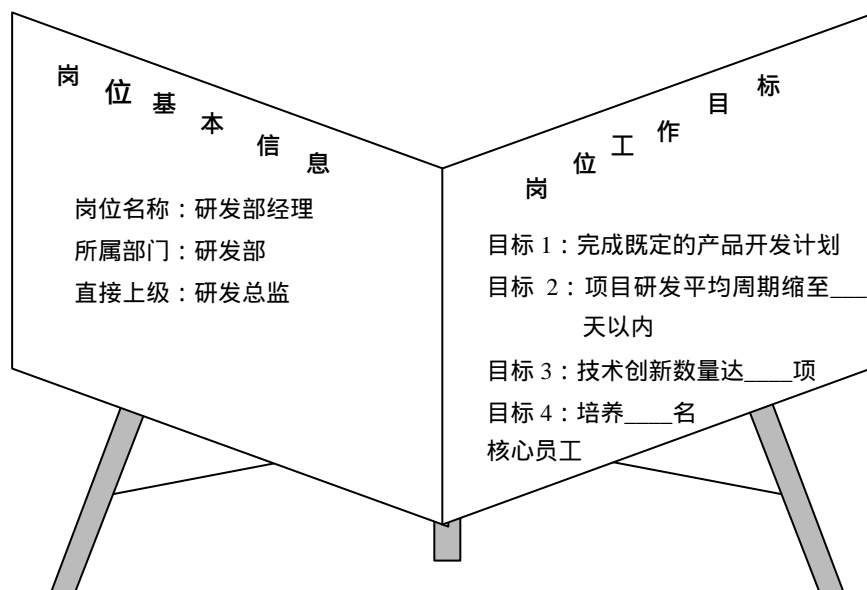 岗位基本信息
岗位名称：研发部经理
所属部门：研发部
直接上级：研发总监
岗位工作目标
目标 1：完成既定的产品开发计划
目标 2：项目研发平均周期缩至___
天以内
目标 3：技术创新数量达____项
目标 4：培养____名
核心员工